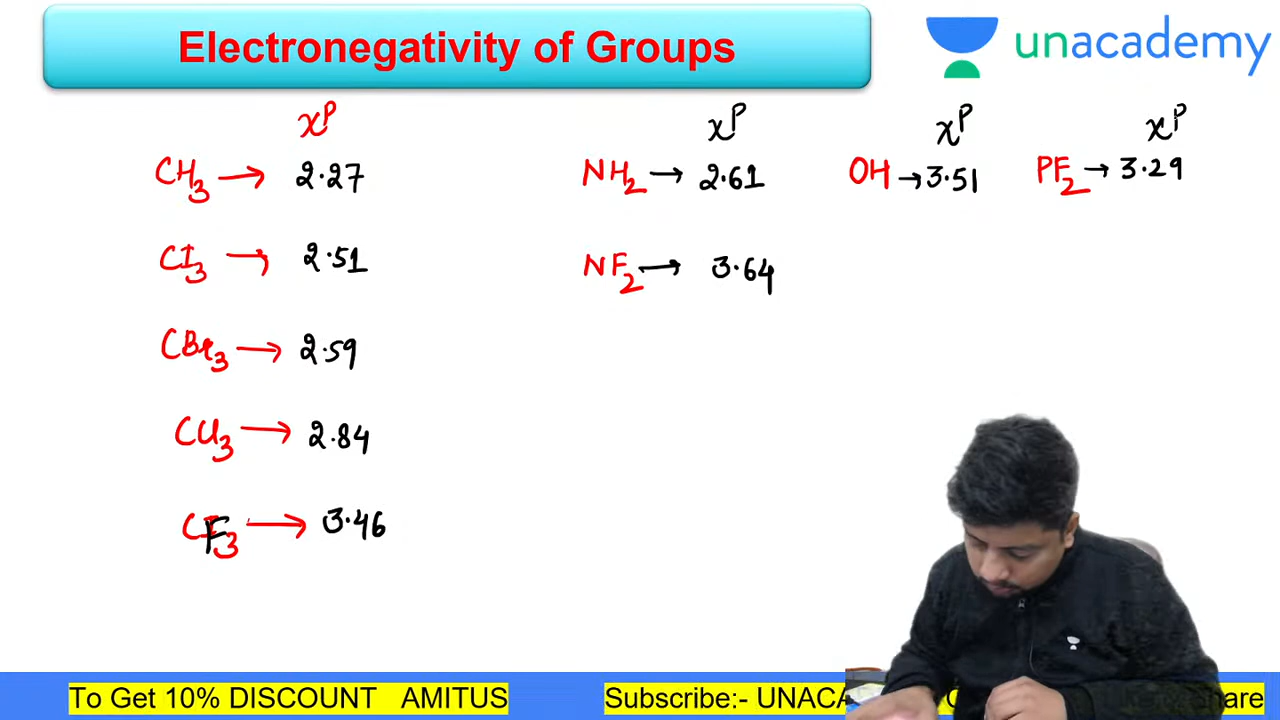 Electronegativity of Groups
unacademy
χᴾ χᴾ χᴾ χᴾ
CH₃ → 2.27 NH₂ → 2.61 OH → 3.51 PF₂ → 3.29
CI₃ → 2.51 NF₂ → 3.64
CBr₃ → 2.59
CCl₃ → 2.84
CF₃ → 3.46
To Get 10% DISCOUNT AMITUS Subscribe:- Share